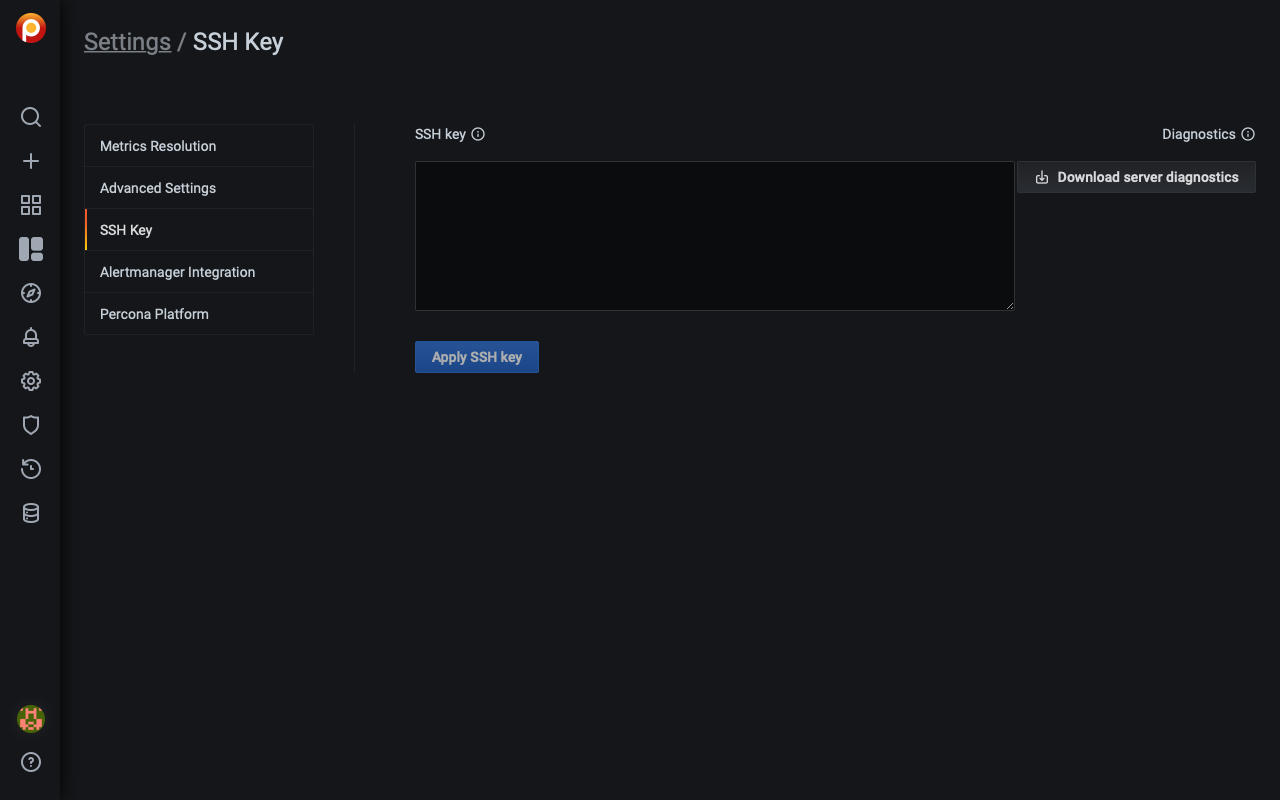 Settings / SSH Key
Metrics Resolution
Advanced Settings
SSH Key
Alertmanager Integration
Percona Platform
SSH key
Diagnostics
Download server diagnostics
Apply SSH key